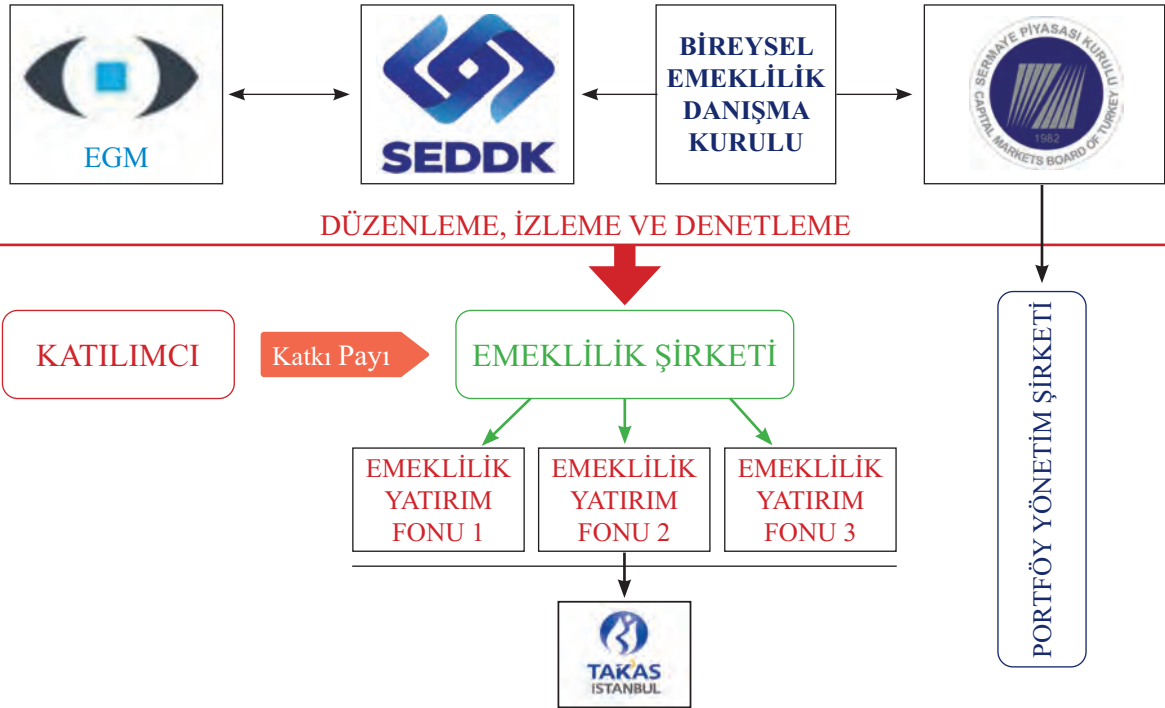 EGM
SEDDK
BİREYSEL
EMEKLİLİK
DANIŞMA
KURULU
SERMAYE PİYASASI KURULU
1982
CAPITAL MARKETS BOARD OF TURKEY
DÜZENLEME, İZLEME VE DENETLEME
KATILIMCI
Katkı Payı
EMEKLİLİK ŞİRKETİ
EMEKLİLİK
YATIRIM
FONU 1
EMEKLİLİK
YATIRIM
FONU 2
EMEKLİLİK
YATIRIM
FONU 3
TAKAS
ISTANBUL
PORTFÖY YÖNETİM ŞİRKETİ